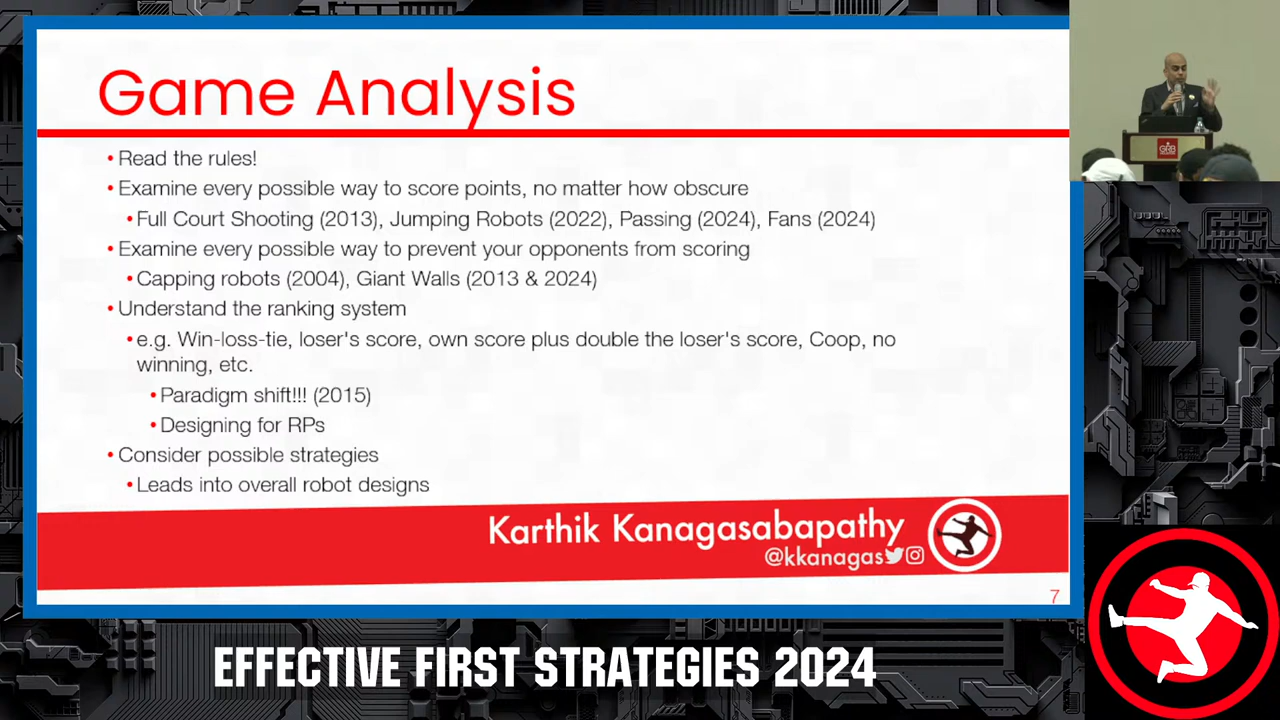 Game Analysis
• Read the rules!
• Examine every possible way to score points, no matter how obscure
• Full Court Shooting (2013), Jumping Robots (2022), Passing (2024), Fans (2024)
• Examine every possible way to prevent your opponents from scoring
• Capping robots (2004), Giant Walls (2013 & 2024)
• Understand the ranking system
• e.g. Win-loss-tie, loser's score, own score plus double the loser's score, Coop, no
winning, etc.
• Paradigm shift!!! (2015)
• Designing for RPs
• Consider possible strategies
• Leads into overall robot designs
Karthik Kanagasabapathy
@kkanagas
7
GRB
EFFECTIVE FIRST STRATEGIES 2024